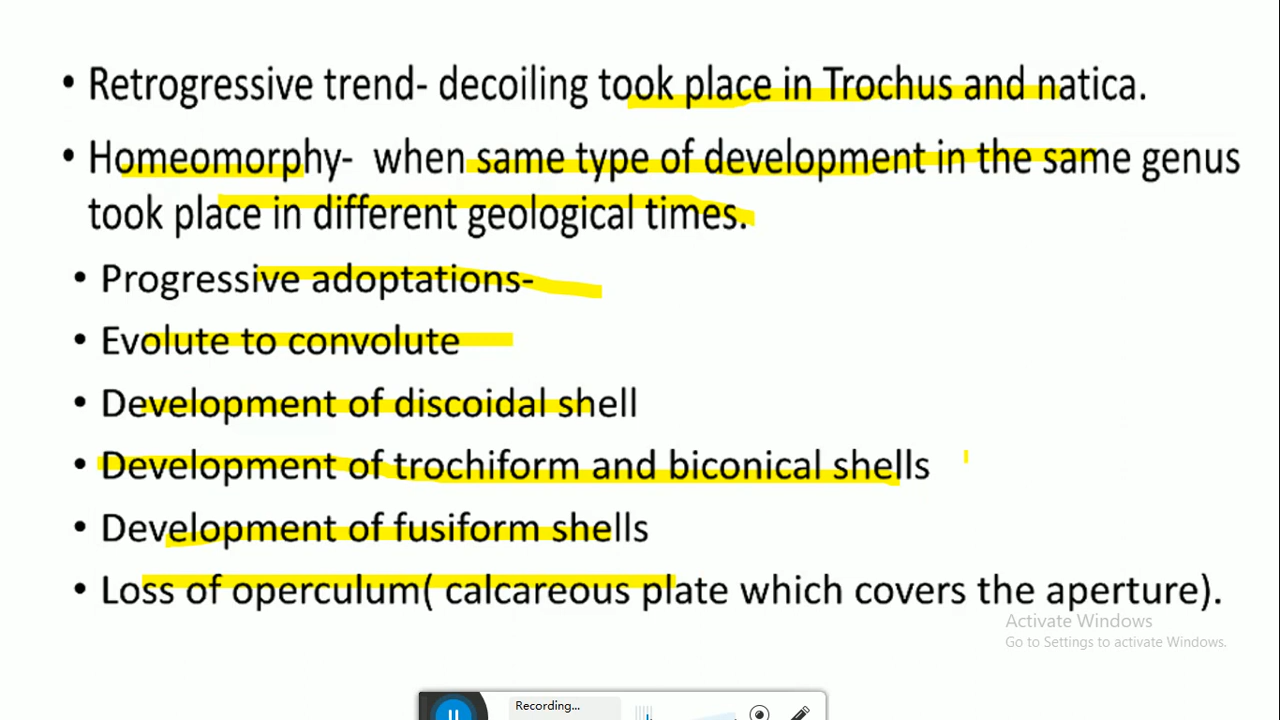 • Retrogressive trend- decoiling took place in Trochus and natica.
• Homeomorphy- when same type of development in the same genus
took place in different geological times.
• Progressive adoptations-
• Evolute to convolute
• Development of discoidal shell
• Development of trochiform and biconical shells
• Development of fusiform shells
• Loss of operculum( calcareous plate which covers the aperture).
Activate Windows
Go to Settings to activate Windows.
Recording...